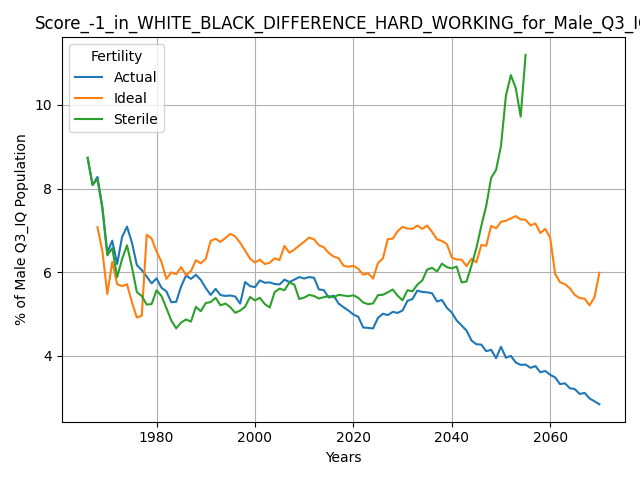 Score_-1_in_WHITE_BLACK_DIFFERENCE_HARD_WORKING_for_Male_Q3_IQ
Fertility
Actual
Ideal
Sterile
10
8
6
4
% of Male Q3_IQ Population
1980
2000
2020
2040
2060
Years